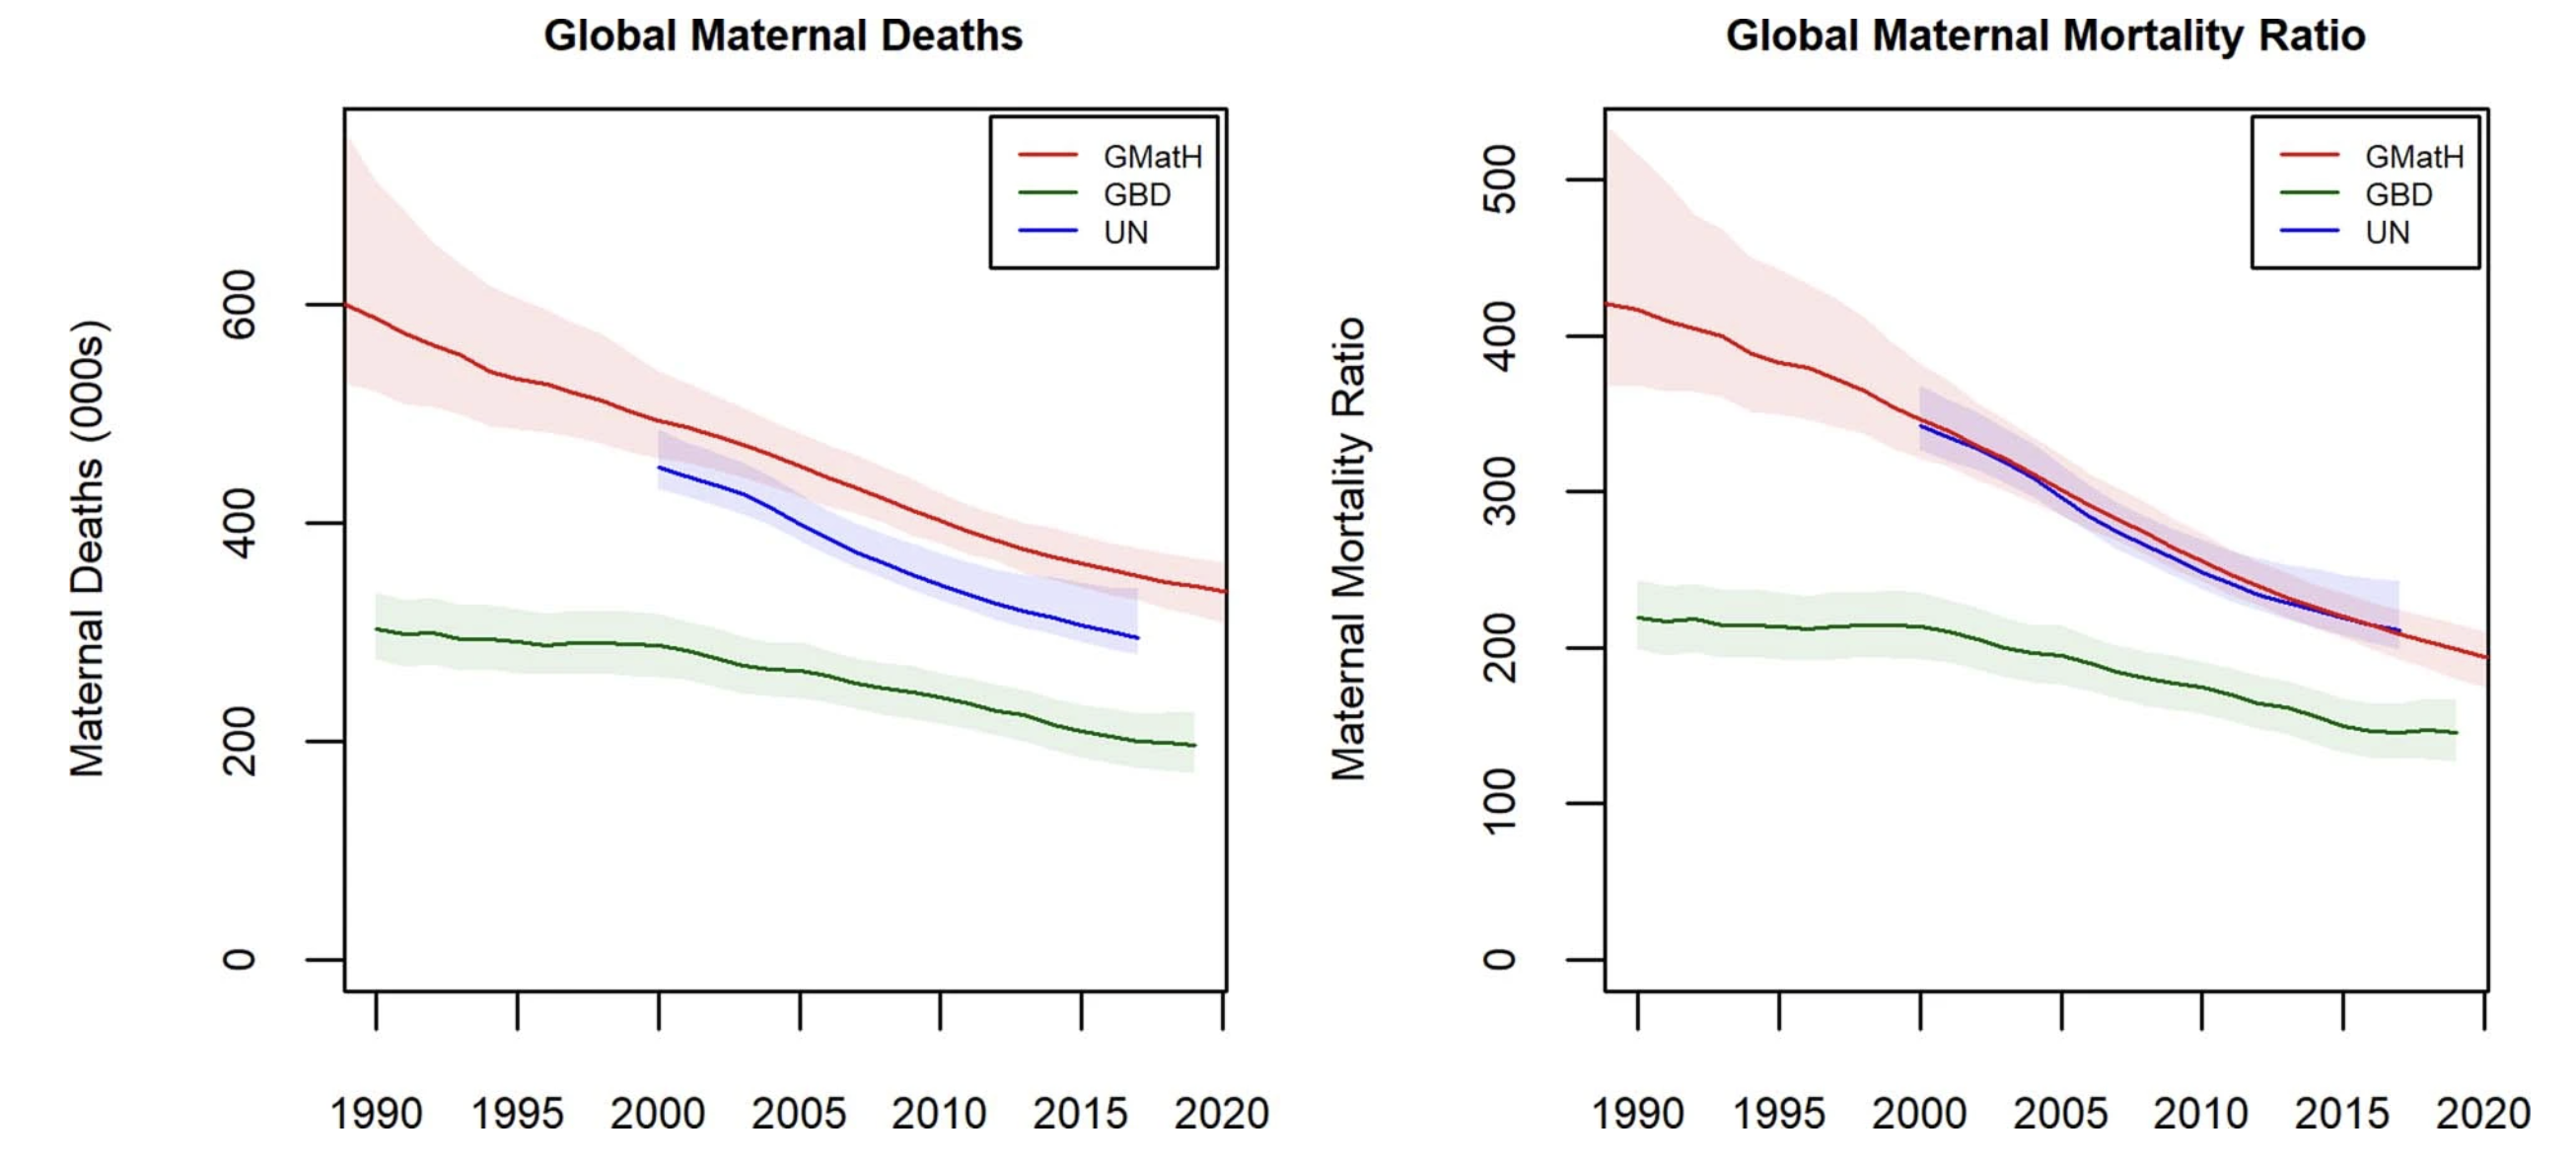 Global Maternal Deaths
GMatH
GBD
UN
Maternal Deaths (000s)
600
400
200
0
1990 1995 2000 2005 2010 2015 2020
Global Maternal Mortality Ratio
GMatH
GBD
UN
Maternal Mortality Ratio
500
400
300
200
100
0
1990 1995 2000 2005 2010 2015 2020